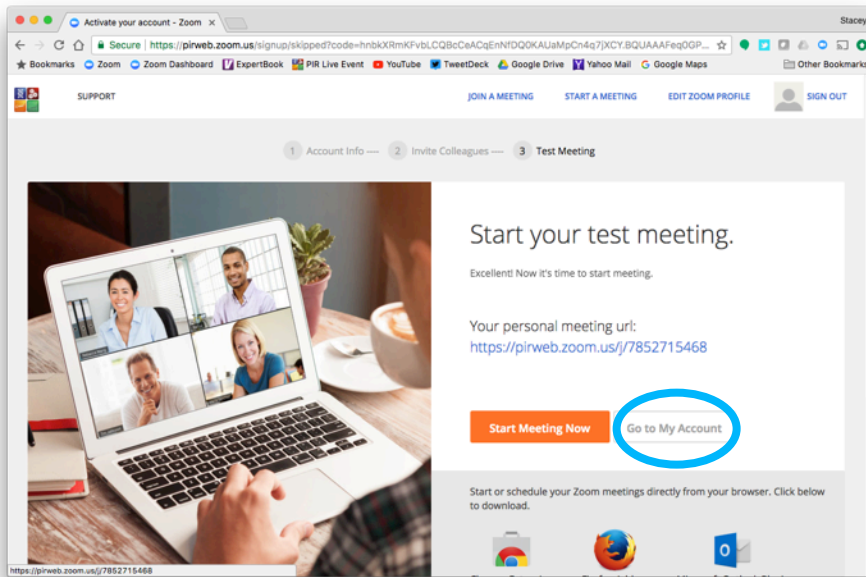 Activate your account - Zoom
Stacey
Secure | https://pirweb.zoom.us/signup/skipped?code=hnbkXRmKFvbLCQBcCeACqEnNfDQ0KAUaMpCn4q7jXCY.BQUAAAFeq0GP...
Bookmarks Zoom Zoom Dashboard ExpertBook PIR Live Event YouTube TweetDeck Google Drive Yahoo Mail Google Maps Other Bookmarks
SUPPORT JOIN A MEETING START A MEETING EDIT ZOOM PROFILE SIGN OUT
1 Account Info — 2 Invite Colleagues — 3 Test Meeting
Start your test meeting.
Excellent! Now it's time to start meeting.
Your personal meeting url:
https://pirweb.zoom.us/j/7852715468
Start Meeting Now Go to My Account
Start or schedule your Zoom meetings directly from your browser. Click below
to download.
https://pirweb.zoom.us/j/7852715468